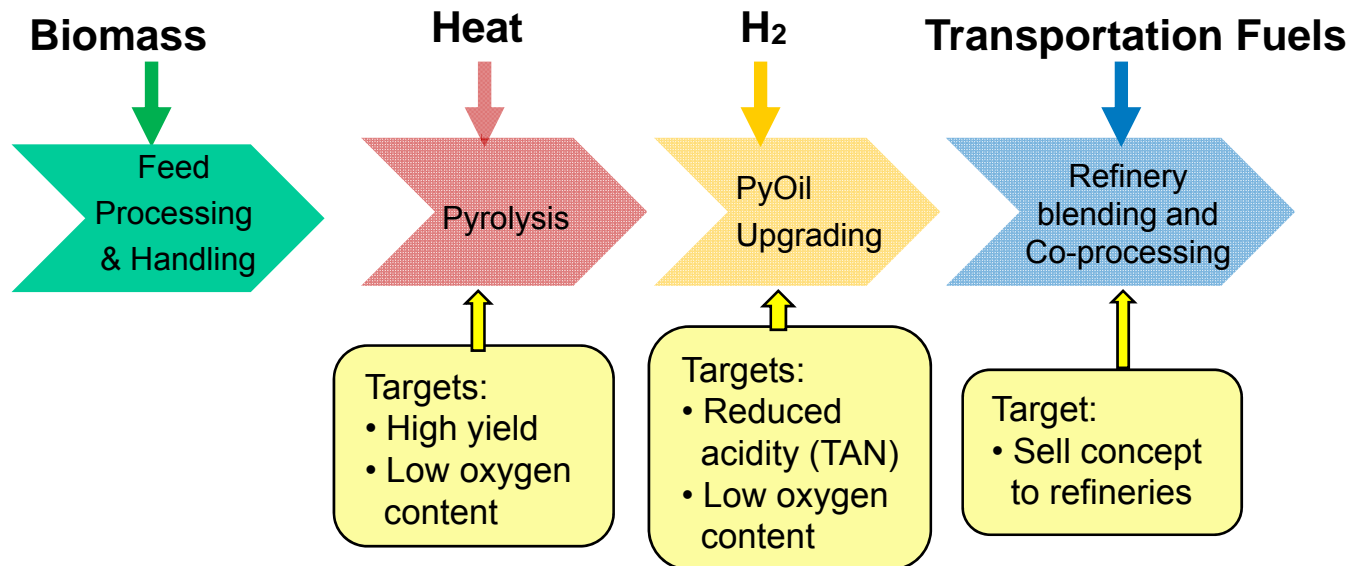 Biomass
Heat
H2
Transportation Fuels
Feed
Processing
& Handling
Pyrolysis
PyOil
Upgrading
Refinery
blending and
Co-processing
Targets:
• High yield
• Low oxygen
content
Targets:
• Reduced
acidity (TAN)
• Low oxygen
content
Target:
• Sell concept
to refineries